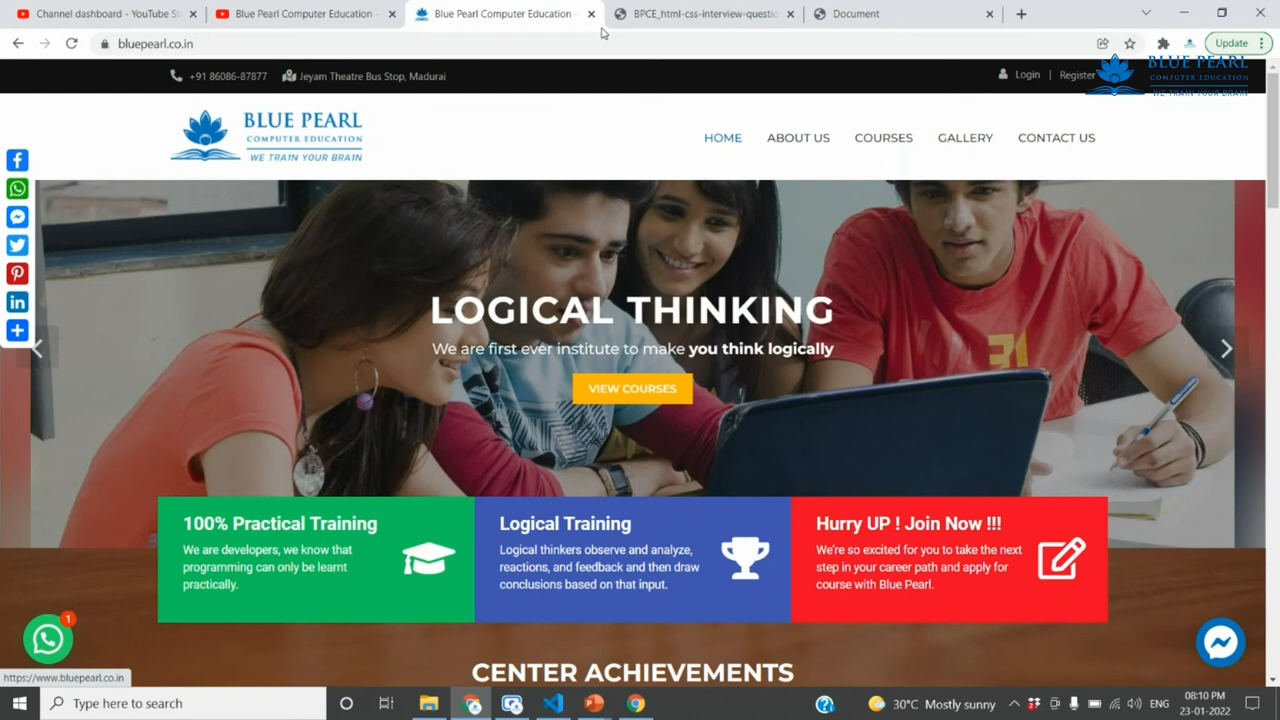 Channel dashboard - YouTube St
Blue Pearl Computer Education -
Blue Pearl Computer Education -
BPCE_html-css-interview-questio
Document
bluepearl.co.in
Update
+91 86086-87877
Jeyam Theatre Bus Stop, Madurai
Login | Register
BLUE PEARL
COMPUTER EDUCATION
WE TRAIN YOUR BRAIN
BLUE PEARL
COMPUTER EDUCATION
WE TRAIN YOUR BRAIN
HOME
ABOUT US
COURSES
GALLERY
CONTACT US
LOGICAL THINKING
We are first ever institute to make you think logically
VIEW COURSES
31
100% Practical Training
We are developers, we know that
programming can only be learnt
practically.
Logical Training
Logical thinkers observe and analyze,
reactions, and feedback and then draw
conclusions based on that input.
Hurry UP ! Join Now !!!
We're so excited for you to take the next
step in your career path and apply for
course with Blue Pearl.
1
CENTER ACHIEVEMENTS
https://www.bluepearl.co.in
Type here to search
30°C Mostly sunny
ENG
08:10 PM
23-01-2022